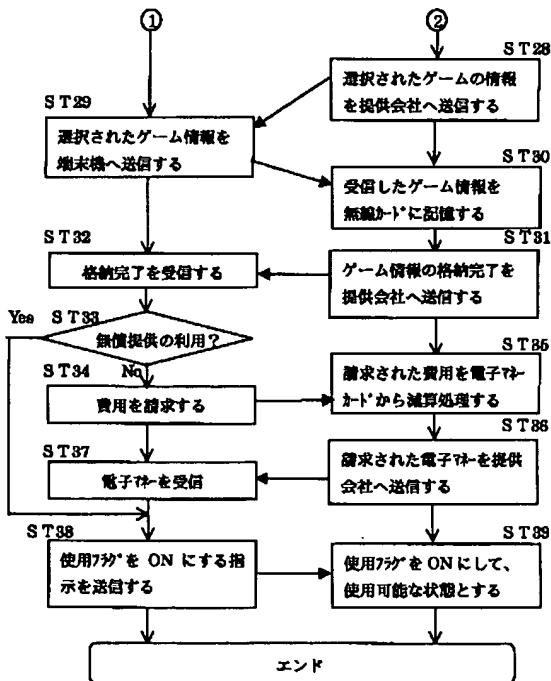 ①
②
ST28
選択されたゲームの情報
を提供会社へ送信する
ST29
選択されたゲーム情報を
端末機へ送信する
ST30
受信したゲーム情報を
無線ｶｰﾄﾞに記憶する
ST32
格納完了を受信する
ST31
ゲーム情報の格納完了を
提供会社へ送信する
ST33
Yes
無償提供の利用？
No
ST34
費用を請求する
ST35
請求された費用を電子ﾏﾈｰ
ｶｰﾄﾞから減算処理する
ST37
電子ﾏﾈｰを受信
ST36
請求された電子ﾏﾈｰを提供
会社へ送信する
ST38
使用ﾌﾗｸﾞを ON にする指
示を送信する
ST39
使用ﾌﾗｸﾞを ON にして、
使用可能な状態とする
エンド